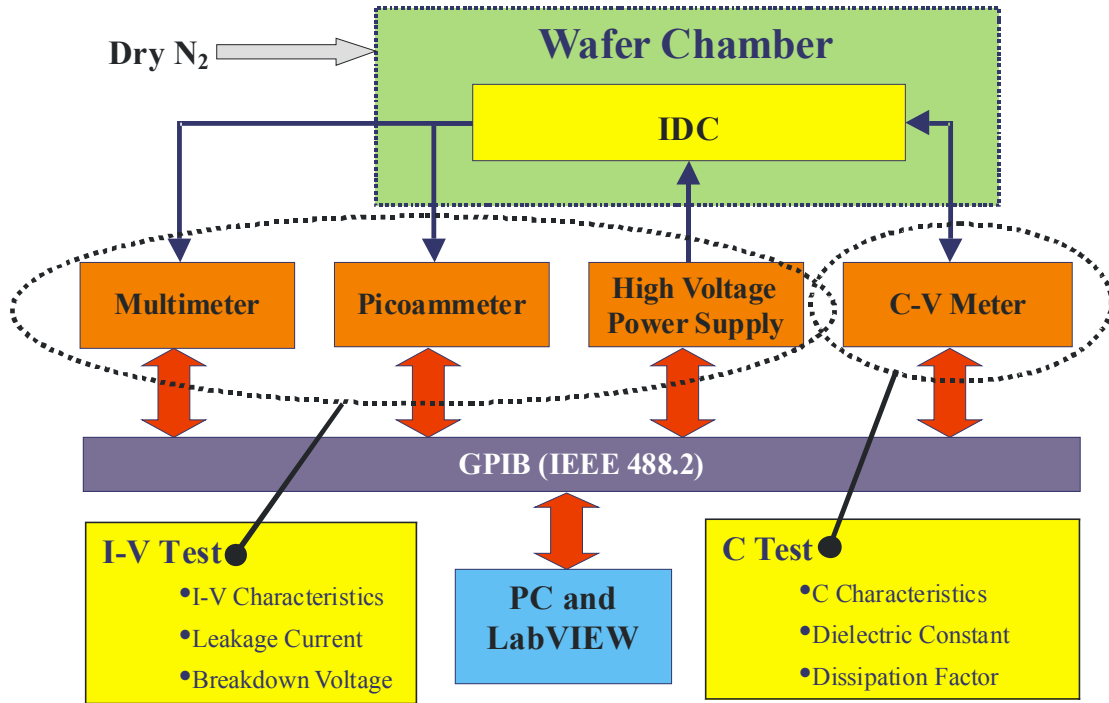 Wafer Chamber
Dry N₂
IDC
Multimeter
Picoammeter
High Voltage
Power Supply
C-V Meter
GPIB (IEEE 488.2)
I-V Test
•I-V Characteristics
•Leakage Current
•Breakdown Voltage
PC and
LabVIEW
C Test
•C Characteristics
•Dielectric Constant
•Dissipation Factor